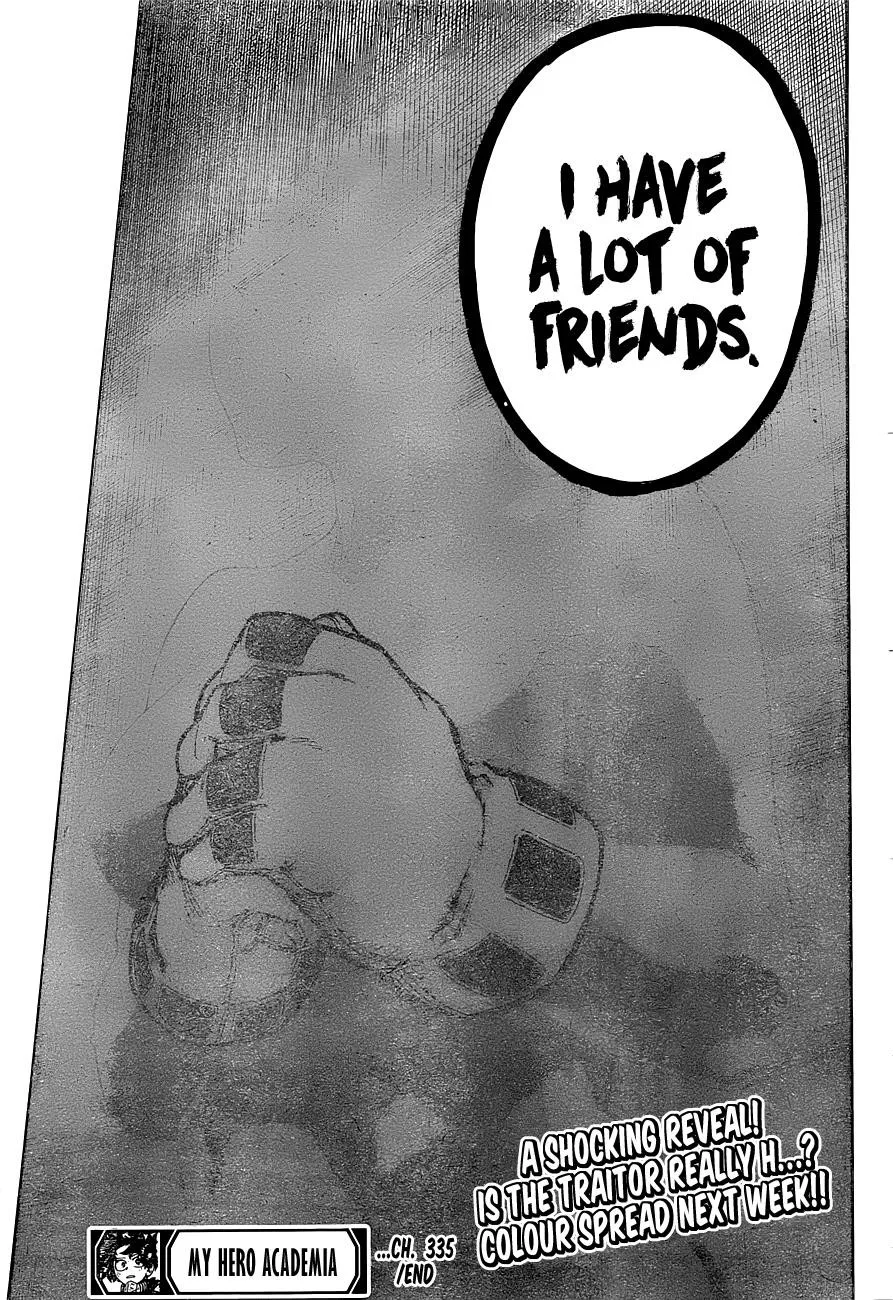 I HAVE
A LOT OF
FRIENDS.
A SHOCKING REVEAL!
IS THE TRAITOR REALLY H...?
COLOUR SPREAD NEXT WEEK!!
MY HERO ACADEMIA
...CH. 335
/END